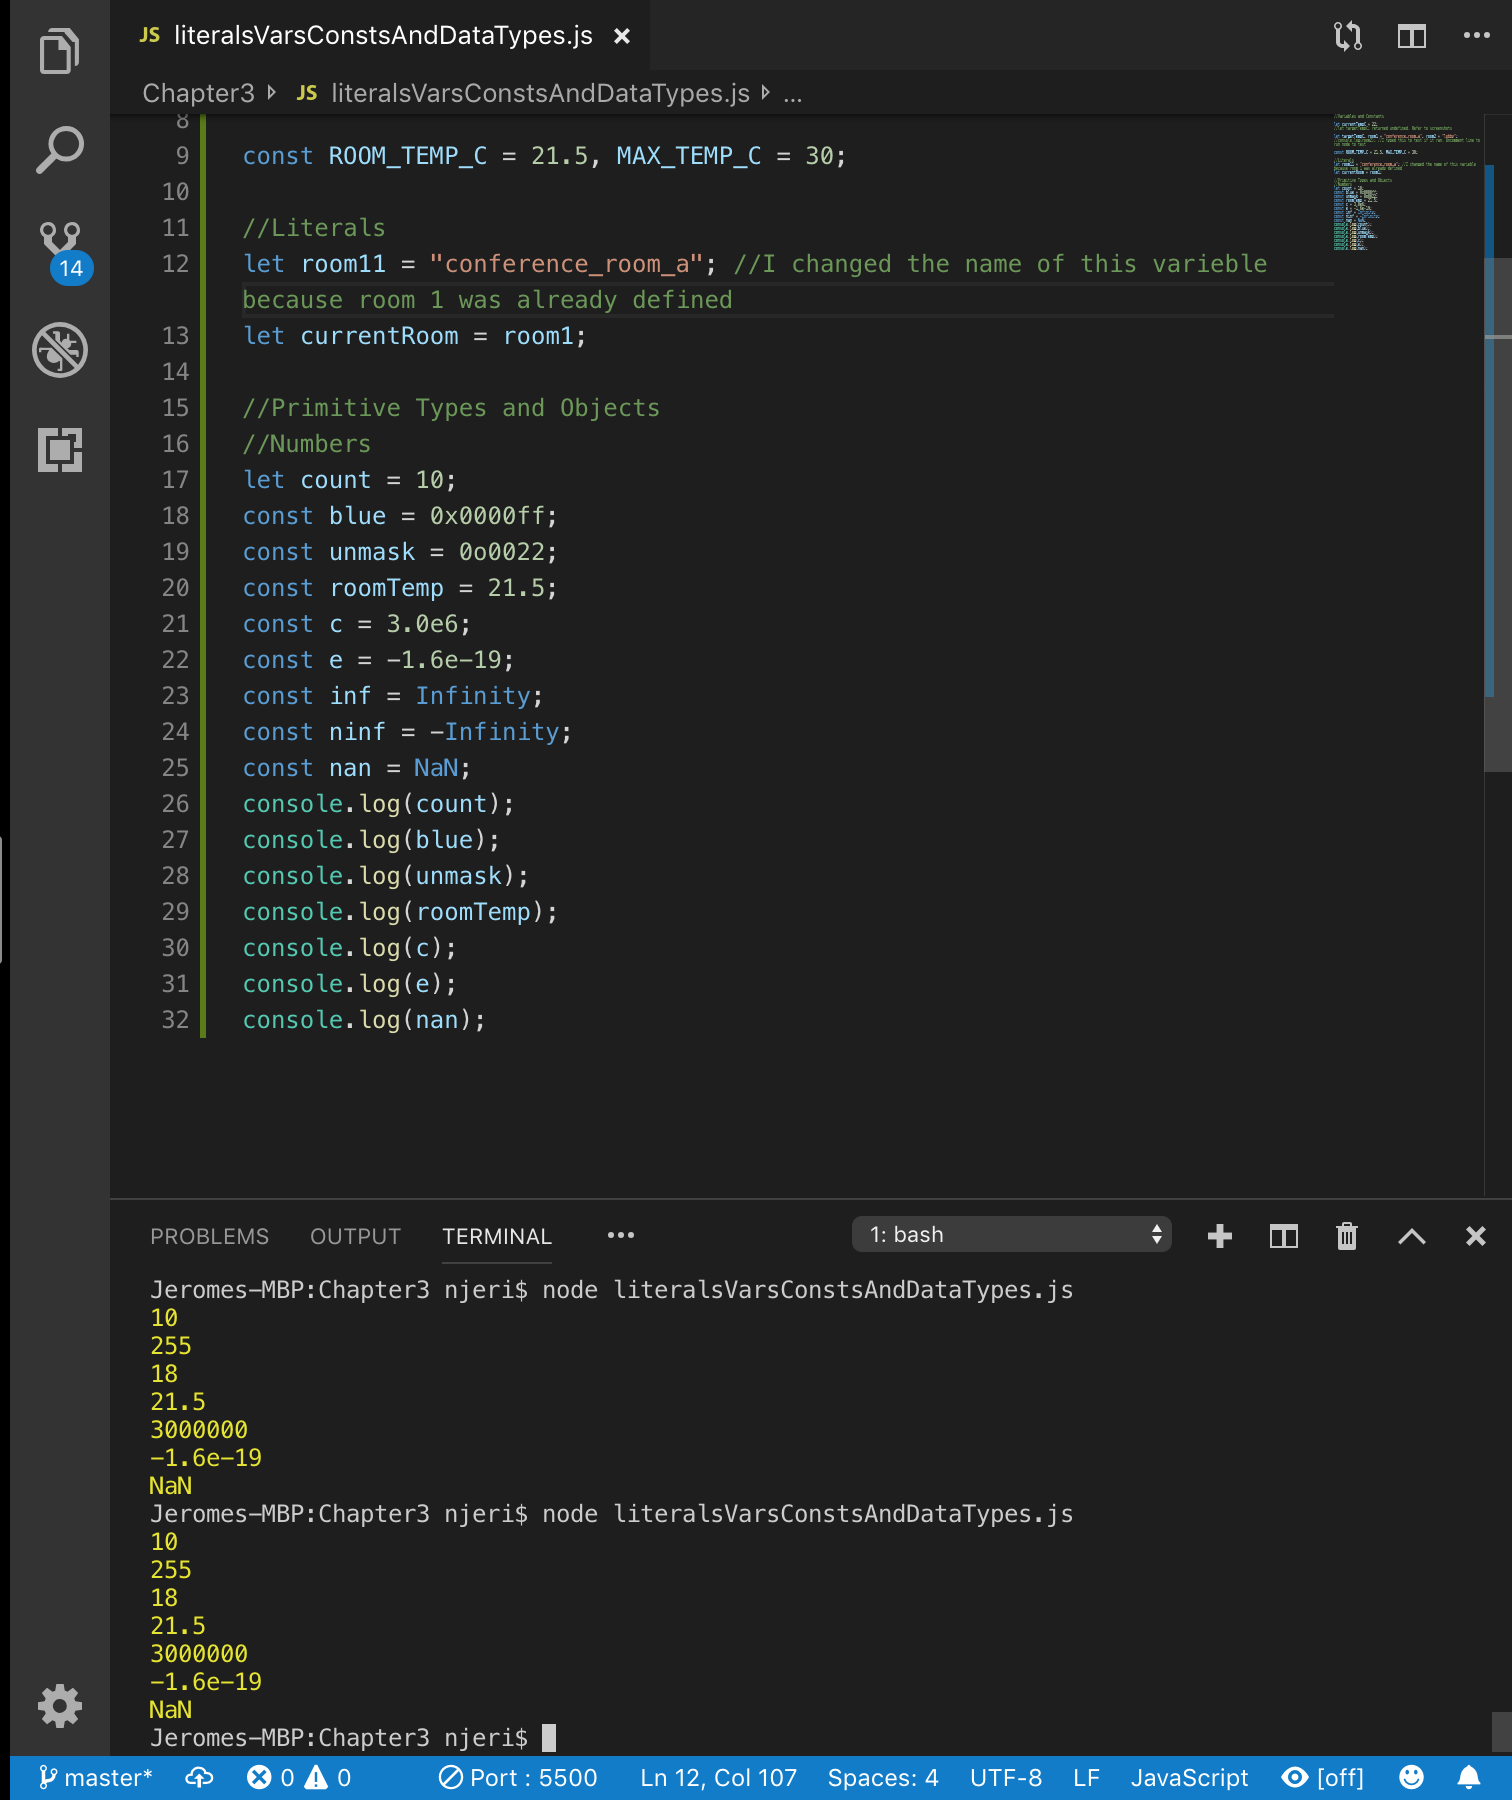 JS literalsVarsConstsAndDataTypes.js
Chapter3 JS literalsVarsConstsAndDataTypes.js ...
8
9 const ROOM_TEMP_C = 21.5, MAX_TEMP_C = 30;
10
11 //Literals
12 let room11 = "conference_room_a"; //I changed the name of this varieble
because room 1 was already defined
13 let currentRoom = room1;
14
15 //Primitive Types and Objects
16 //Numbers
17 let count = 10;
18 const blue = 0x0000ff;
19 const unmask = 0o0022;
20 const roomTemp = 21.5;
21 const c = 3.0e6;
22 const e = -1.6e-19;
23 const inf = Infinity;
24 const ninf = -Infinity;
25 const nan = NaN;
26 console.log(count);
27 console.log(blue);
28 console.log(unmask);
29 console.log(roomTemp);
30 console.log(c);
31 console.log(e);
32 console.log(nan);
14
PROBLEMS OUTPUT TERMINAL ... 1: bash
Jeromes-MBP:Chapter3 njeri$ node literalsVarsConstsAndDataTypes.js
10
255
18
21.5
3000000
-1.6e-19
NaN
Jeromes-MBP:Chapter3 njeri$ node literalsVarsConstsAndDataTypes.js
10
255
18
21.5
3000000
-1.6e-19
NaN
Jeromes-MBP:Chapter3 njeri$
master* 0 0 Port : 5500 Ln 12, Col 107 Spaces: 4 UTF-8 LF JavaScript [off]